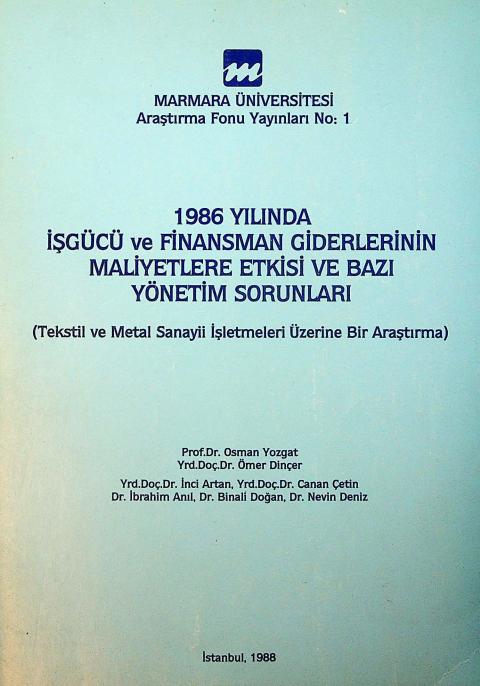 m
MARMARA ÜNİVERSİTESİ
Araştırma Fonu Yayınları No: 1
1986 YILINDA
İŞGÜCÜ ve FİNANSMAN GİDERLERİNİN
MALİYETLERE ETKİSİ VE BAZI
YÖNETİM SORUNLARI
(Tekstil ve Metal Sanayii İşletmeleri Üzerine Bir Araştırma)
Prof.Dr. Osman Yozgat
Yrd.Doç.Dr. Ömer Dinçer
Yrd.Doç.Dr. İnci Artan, Yrd.Doç.Dr. Canan Çetin
Dr. İbrahim Anıl, Dr. Binali Doğan, Dr. Nevin Deniz
İstanbul, 1988